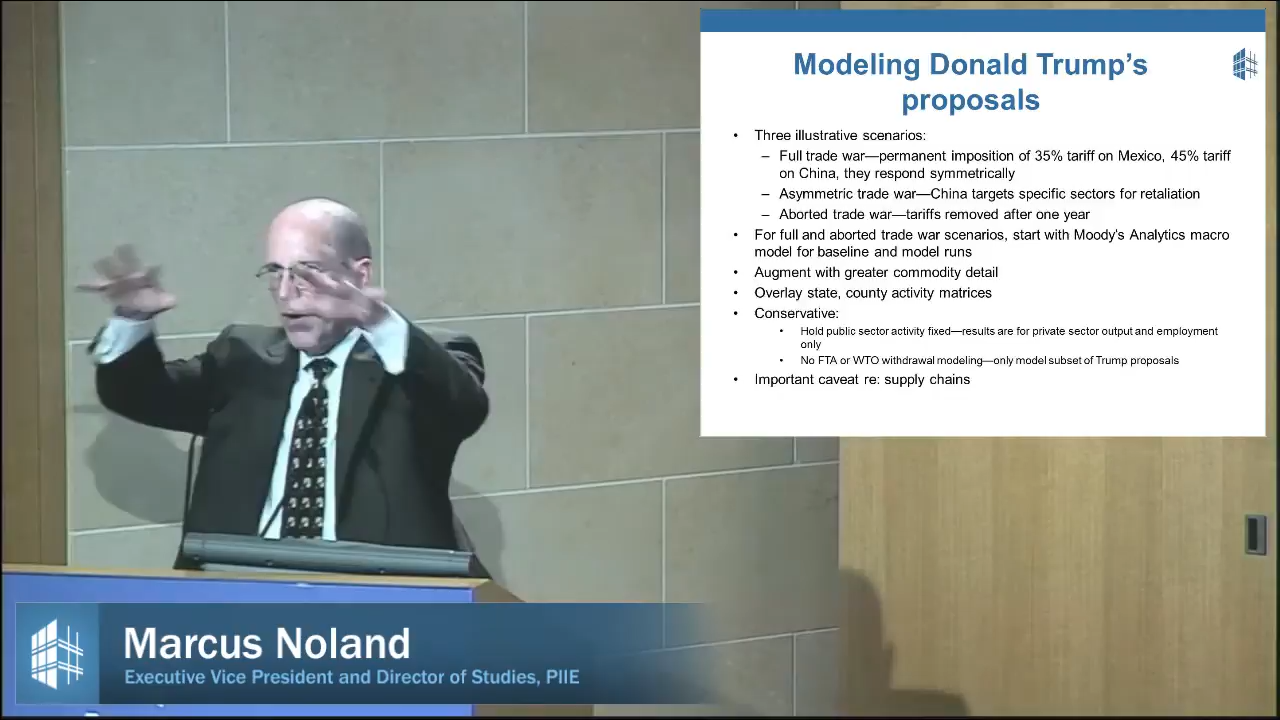 Modeling Donald Trump's
proposals
• Three illustrative scenarios:
– Full trade war—permanent imposition of 35% tariff on Mexico, 45% tariff
on China, they respond symmetrically
– Asymmetric trade war—China targets specific sectors for retaliation
– Aborted trade war—tariffs removed after one year
• For full and aborted trade war scenarios, start with Moody's Analytics macro
model for baseline and model runs
• Augment with greater commodity detail
• Overlay state, county activity matrices
• Conservative:
• Hold public sector activity fixed—results are for private sector output and employment
only
• No FTA or WTO withdrawal modeling—only model subset of Trump proposals
• Important caveat re: supply chains
Marcus Noland
Executive Vice President and Director of Studies, PIIE